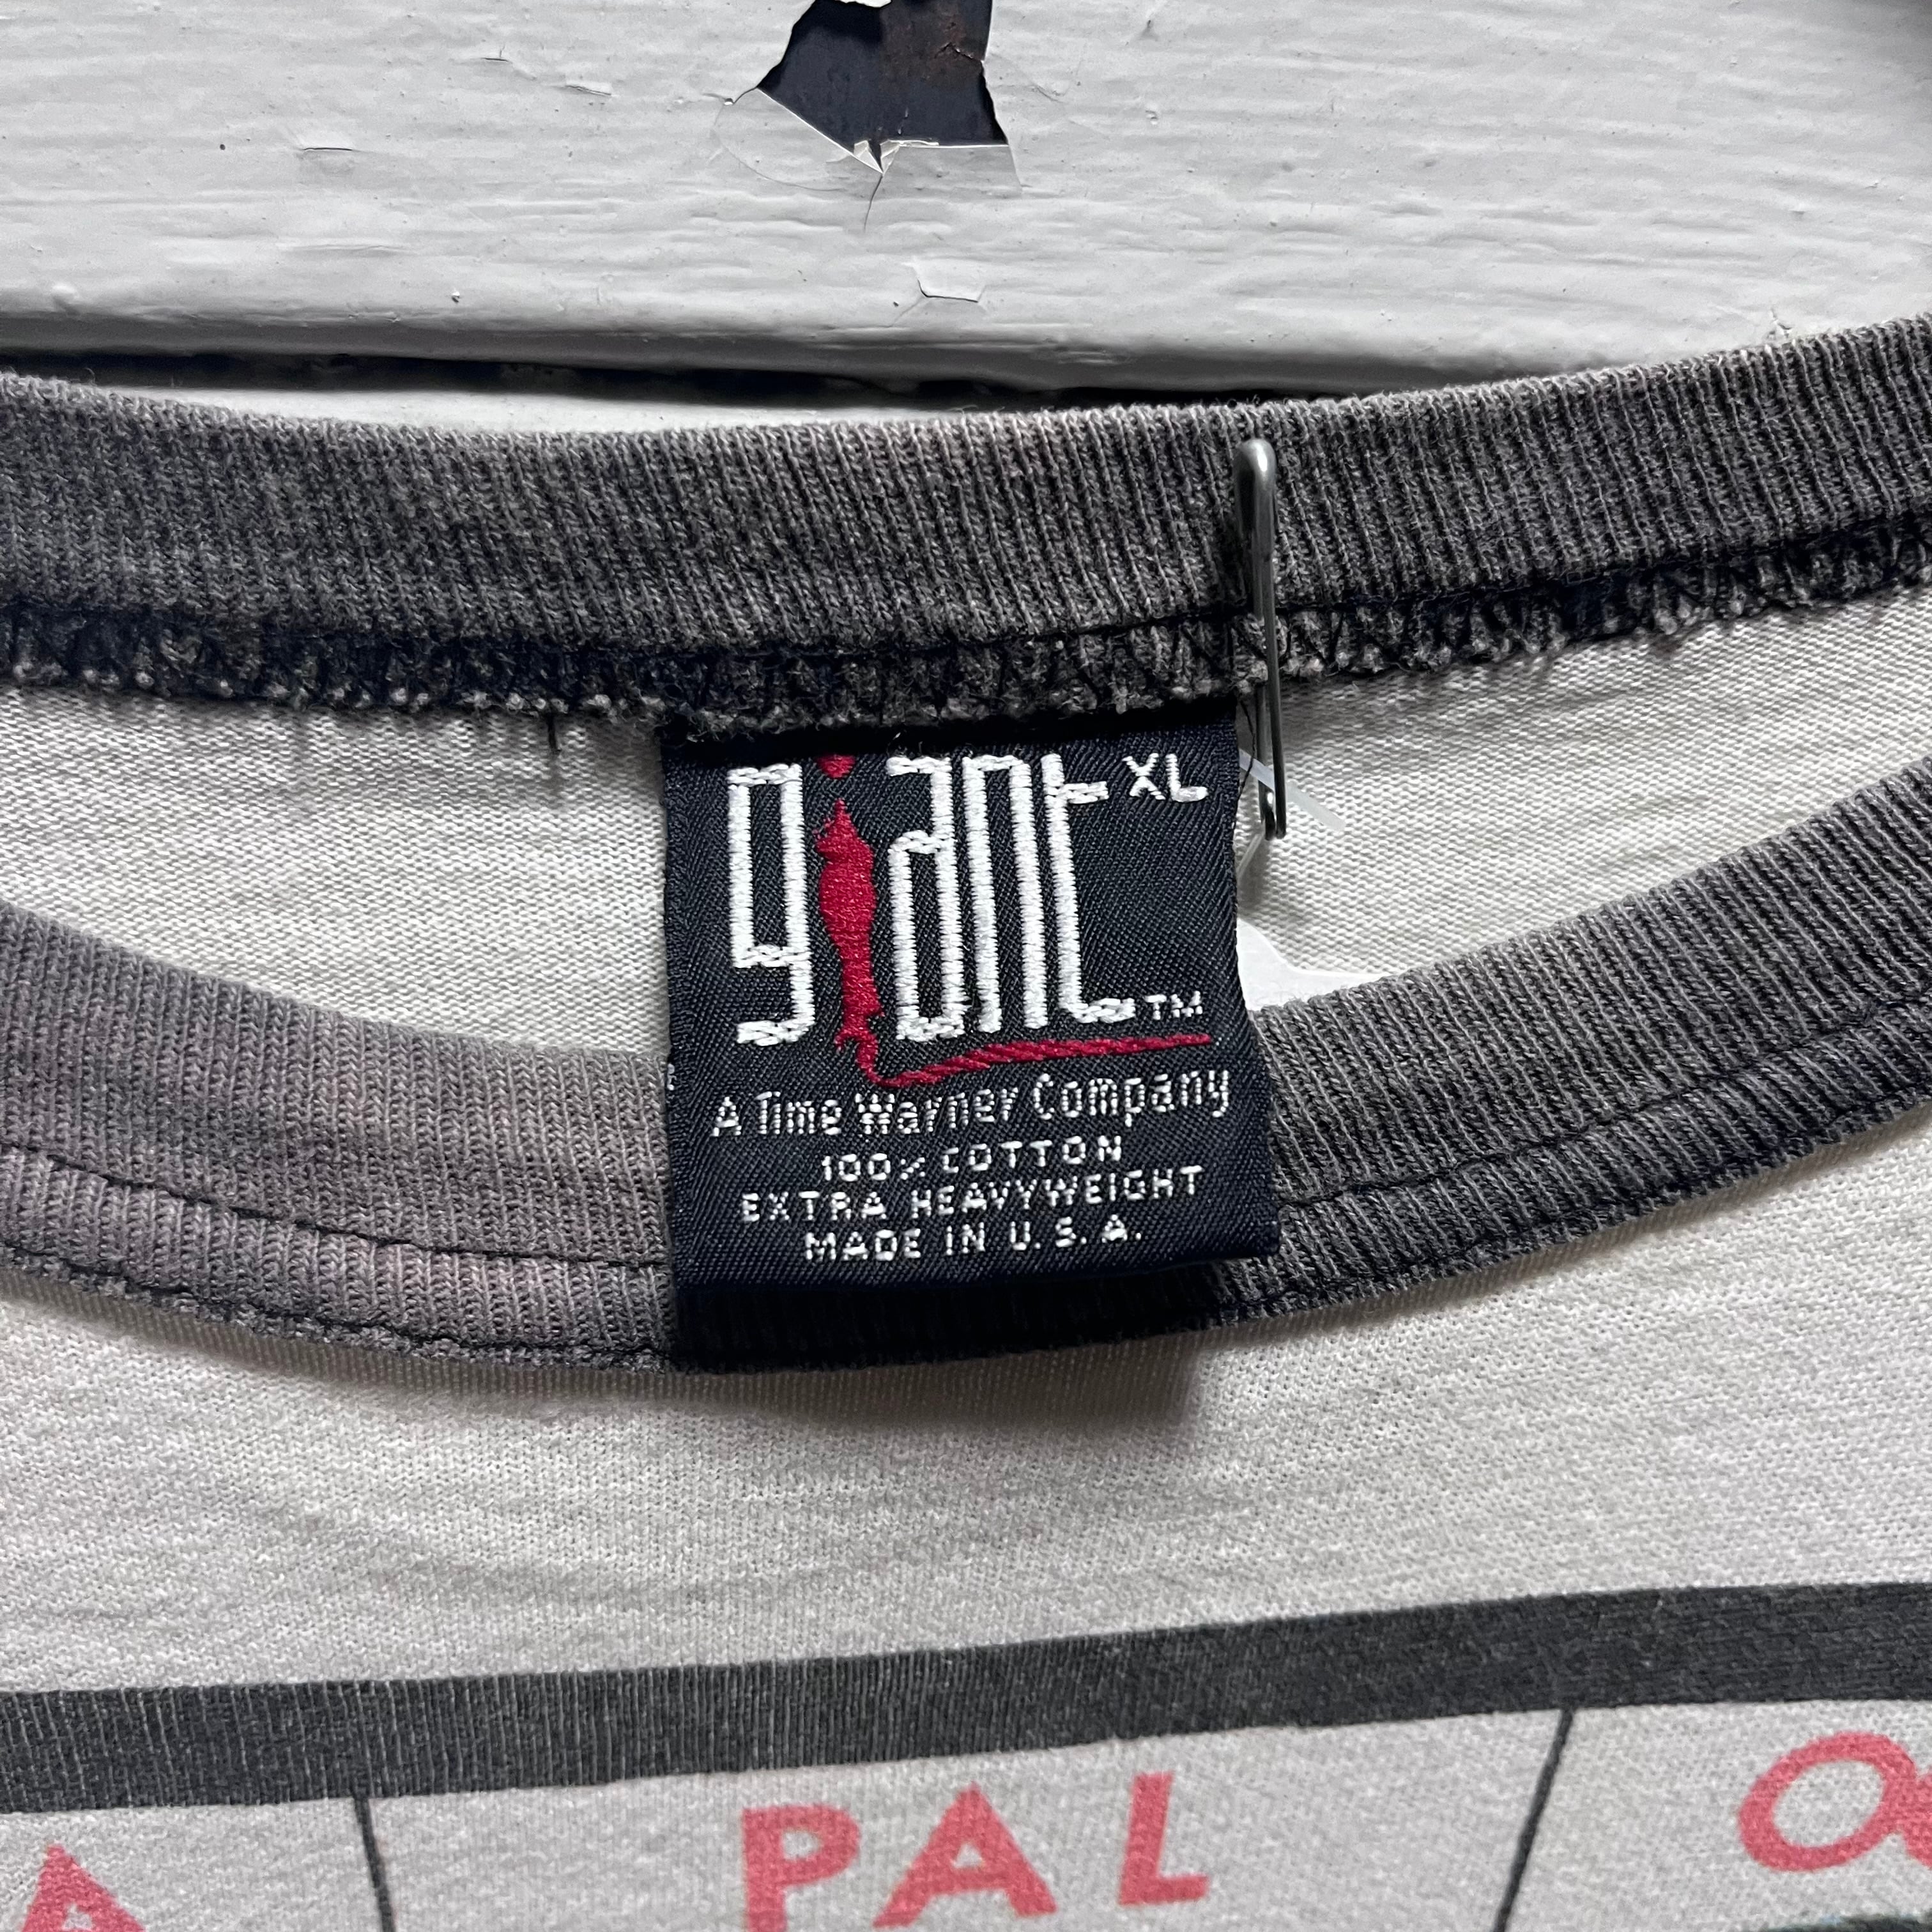 giant XL
TM
A Time Warner Company
100% COTTON
EXTRA HEAVYWEIGHT
MADE IN U.S.A.
A PAL